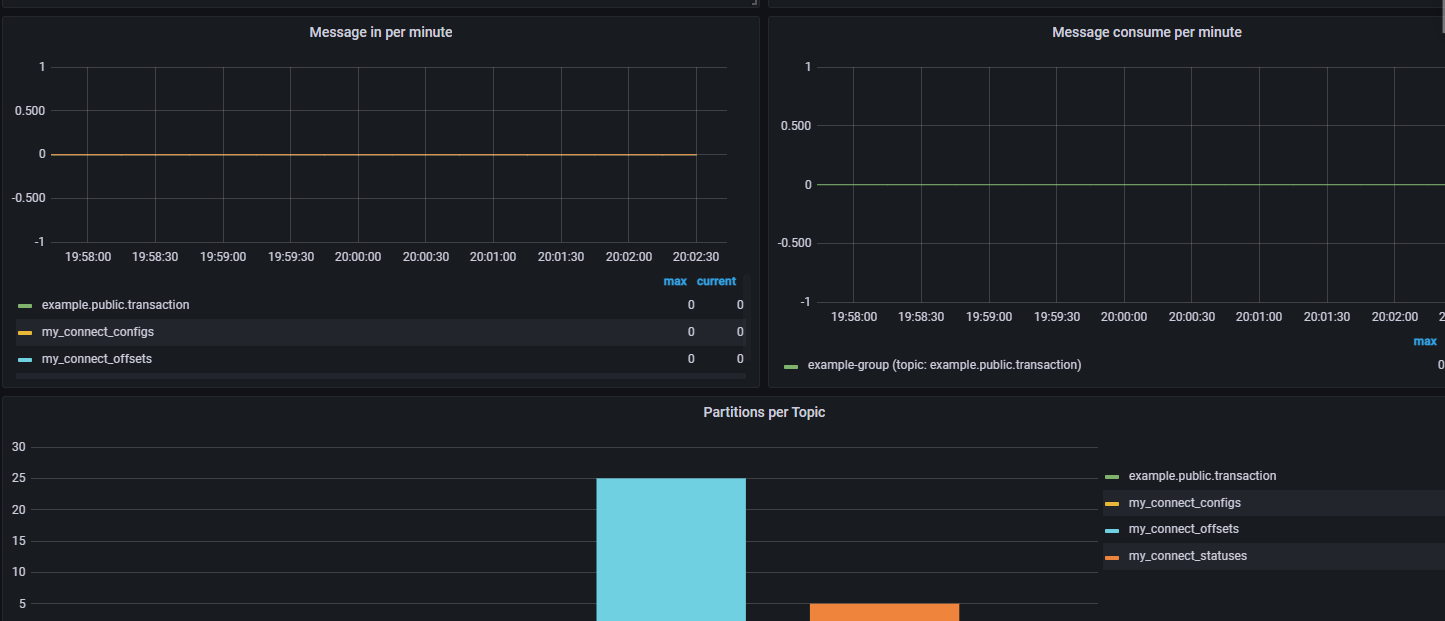 Message in per minute
1
0.500
0
-0.500
-1
19:58:00 19:58:30 19:59:00 19:59:30 20:00:00 20:00:30 20:01:00 20:01:30 20:02:00 20:02:30
max current
example.public.transaction 0 0
my_connect_configs 0 0
my_connect_offsets 0 0
Message consume per minute
1
0.500
0
-0.500
-1
19:58:00 19:58:30 19:59:00 19:59:30 20:00:00 20:00:30 20:01:00 20:01:30 20:02:00 2
max
example-group (topic: example.public.transaction) 0
Partitions per Topic
30
25
20
15
10
5
example.public.transaction
my_connect_configs
my_connect_offsets
my_connect_statuses